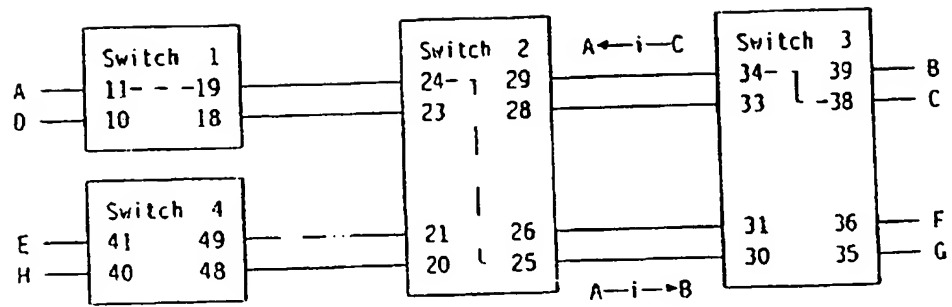 Switch 1
A 11- - -19
D 10 18
Switch 2
24- 29
23 28
21 26
20 25
A←i—C
Switch 3
34- 39 B
33 -38 C
31 36 F
30 35 G
Switch 4
E 41 49
H 40 48
A—i→B